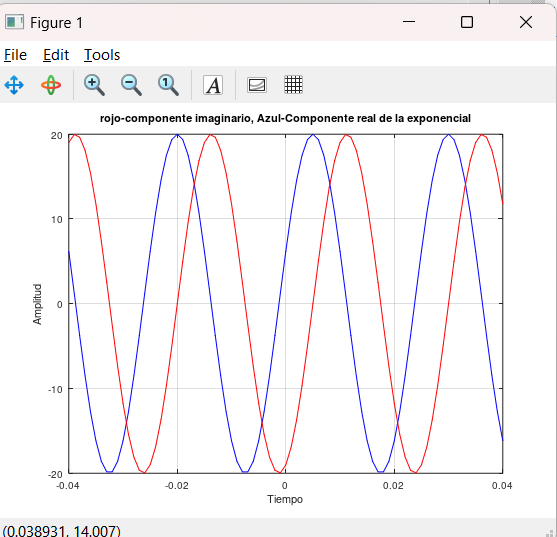 Figure 1
File Edit Tools
1 A
rojo-componente imaginario, Azul-Componente real de la exponencial
20
10
0
-10
-20
Amplitud
-0.04 -0.02 0 0.02 0.04
Tiempo
(0.038931, 14.007)